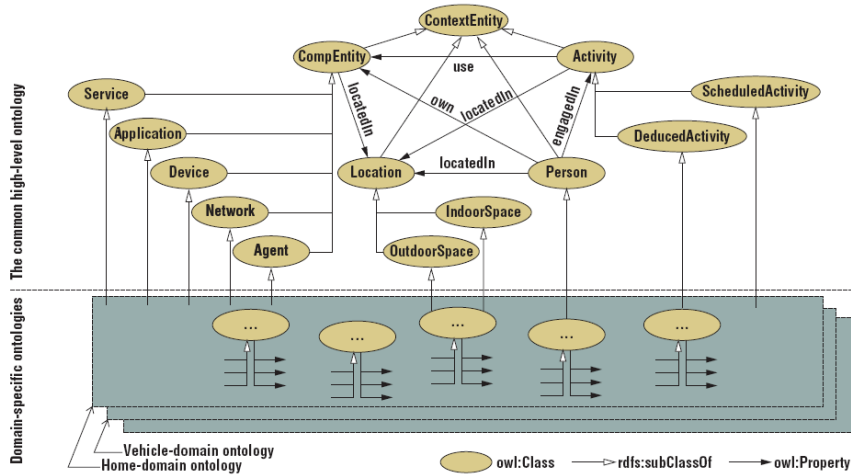 ContextEntity
CompEntity
Activity
use
Service
ScheduledActivity
locatedIn
own
locatedIn
engagedIn
Application
DeducedActivity
Device
Location
locatedIn
Person
Network
IndoorSpace
Agent
OutdoorSpace
The common high-level ontology
...
...
...
...
...
Domain-specific ontologies
Vehicle-domain ontology
Home-domain ontology
owl:Class
rdfs:subClassOf
owl:Property